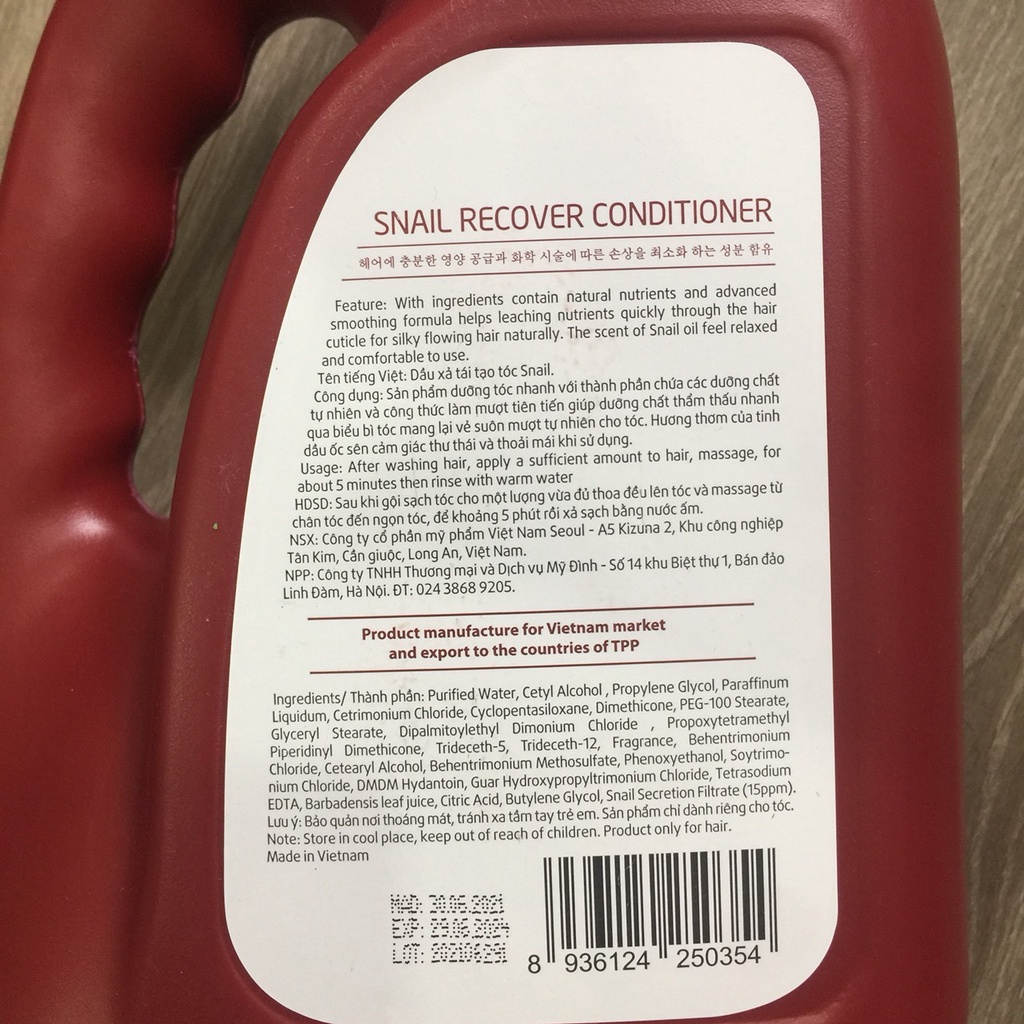 SNAIL RECOVER CONDITIONER
헤어에 충분한 영양 공급과 화학 시술에 따른 손상을 최소화 하는 성분 함유
Feature: With ingredients contain natural nutrients and advanced
smoothing formula helps leaching nutrients quickly through the hair
cuticle for silky flowing hair naturally. The scent of Snail oil feel relaxed
and comfortable to use.
Tên tiếng Việt: Dầu xả tái tạo tóc Snail.
Công dụng: Sản phẩm dưỡng tóc nhanh với thành phần chứa các dưỡng chất
tự nhiên và công thức làm mượt tiên tiến giúp dưỡng chất thẩm thấu nhanh
qua biểu bì tóc mang lại vẻ suôn mượt tự nhiên cho tóc. Hương thơm của tinh
dầu ốc sên cảm giác thư thái và thoải mái khi sử dụng.
Usage: After washing hair, apply a sufficient amount to hair, massage, for
about 5 minutes then rinse with warm water
HDSD: Sau khi gội sạch tóc cho một lượng vừa đủ thoa đều lên tóc và massage từ
chân tóc đến ngọn tóc, để khoảng 5 phút rồi xả sạch bằng nước ấm.
NSX: Công ty cổ phần mỹ phẩm Việt Nam Seoul - A5 Kizuna 2, Khu công nghiệp
Tân Kim, Cần giuộc, Long An, Việt Nam.
NPP: Công ty TNHH Thương mại và Dịch vụ Mỹ Đình - Số 14 khu Biệt thự 1, Bán đảo
Linh Đàm, Hà Nội. ĐT: 024 3868 9205.
Product manufacture for Vietnam market
and export to the countries of TPP
Ingredients/ Thành phần: Purified Water, Cetyl Alcohol , Propylene Glycol, Paraffinum
Liquidum, Cetrimonium Chloride, Cyclopentasiloxane, Dimethicone, PEG-100 Stearate,
Glyceryl Stearate, Dipalmitoylethyl Dimonium Chloride , Propoxytetramethyl
Piperidinyl Dimethicone, Trideceth-5, Trideceth-12, Fragrance, Behentrimonium
Chloride, Cetearyl Alcohol, Behentrimonium Methosulfate, Phenoxyethanol, Soytrimo-
nium Chloride, DMDM Hydantoin, Guar Hydroxypropyltrimonium Chloride, Tetrasodium
EDTA, Barbadensis leaf juice, Citric Acid, Butylene Glycol, Snail Secretion Filtrate (15ppm).
Lưu ý: Bảo quản nơi thoáng mát, tránh xa tầm tay trẻ em. Sản phẩm chỉ dành riêng cho tóc.
Note: Store in cool place, keep out of reach of children. Product only for hair.
Made in Vietnam
MAD: 30.06.2021
EXP: 29.06.2024
LOT: 20210629I
8 936124 250354